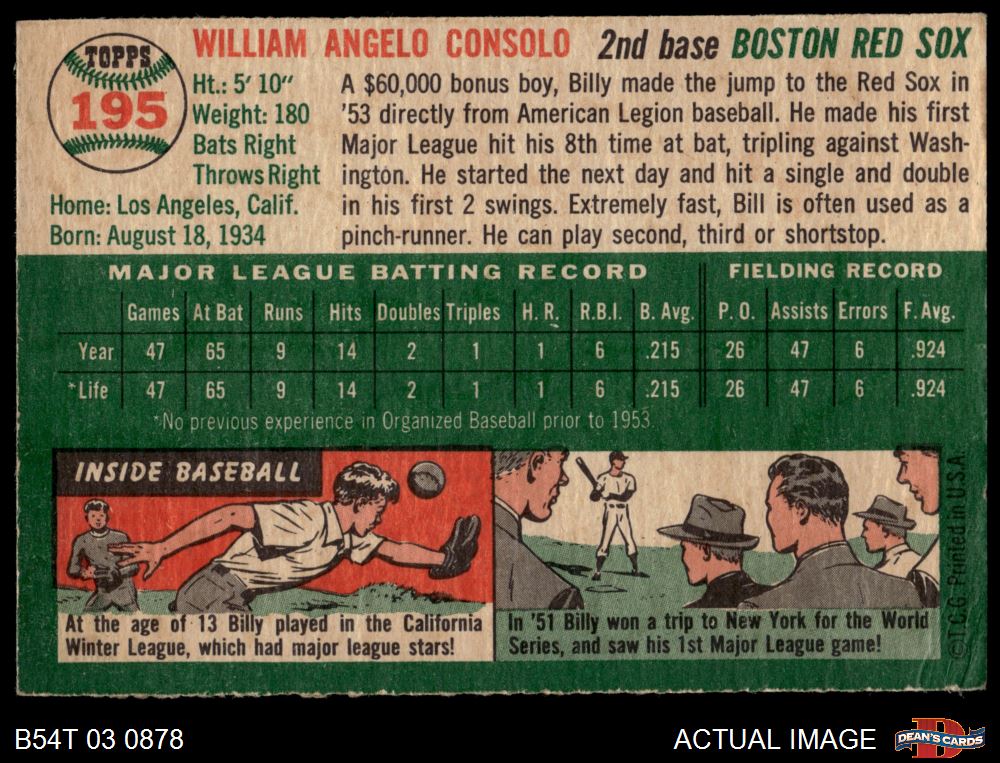 TOPPS
195
WILLIAM ANGELO CONSOLO 2nd base BOSTON RED SOX
Ht.: 5' 10"
Weight: 180
Bats Right
Throws Right
Home: Los Angeles, Calif.
Born: August 18, 1934
A $60,000 bonus boy, Billy made the jump to the Red Sox in
'53 directly from American Legion baseball. He made his first
Major League hit his 8th time at bat, tripling against Wash-
ington. He started the next day and hit a single and double
in his first 2 swings. Extremely fast, Bill is often used as a
pinch-runner. He can play second, third or shortstop.
MAJOR LEAGUE BATTING RECORD FIELDING RECORD
Games At Bat Runs Hits Doubles Triples H. R. R.B.I. B. Avg. P. O. Assists Errors F. Avg.
Year 47 65 9 14 2 1 1 6 .215 26 47 6 .924
*Life 47 65 9 14 2 1 1 6 .215 26 47 6 .924
*No previous experience in Organized Baseball prior to 1953.
INSIDE BASEBALL
At the age of 13 Billy played in the California
Winter League, which had major league stars!
In '51 Billy won a trip to New York for the World
Series, and saw his 1st Major League game!
©T.C.G. Printed in U.S.A.
B54T 03 0878
ACTUAL IMAGE
DEAN'S CARDS